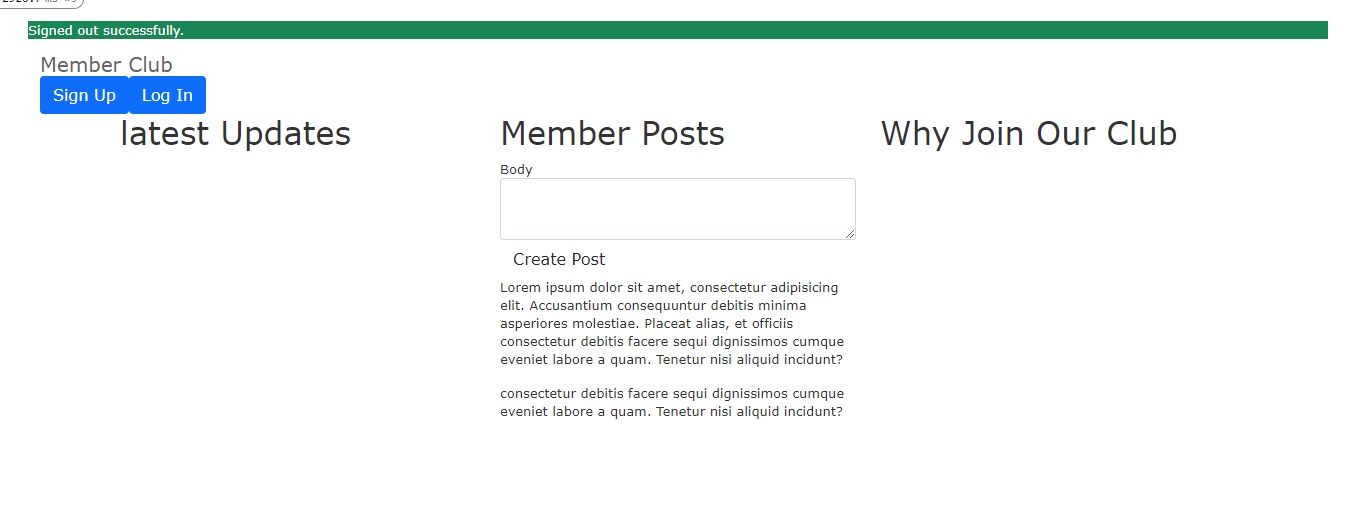 Signed out successfully.
Member Club
Sign Up Log In
latest Updates
Member Posts
Why Join Our Club
Body
Create Post
Lorem ipsum dolor sit amet, consectetur adipisicing
elit. Accusantium consequuntur debitis minima
asperiores molestiae. Placeat alias, et officiis
consectetur debitis facere sequi dignissimos cumque
eveniet labore a quam. Tenetur nisi aliquid incidunt?
consectetur debitis facere sequi dignissimos cumque
eveniet labore a quam. Tenetur nisi aliquid incidunt?